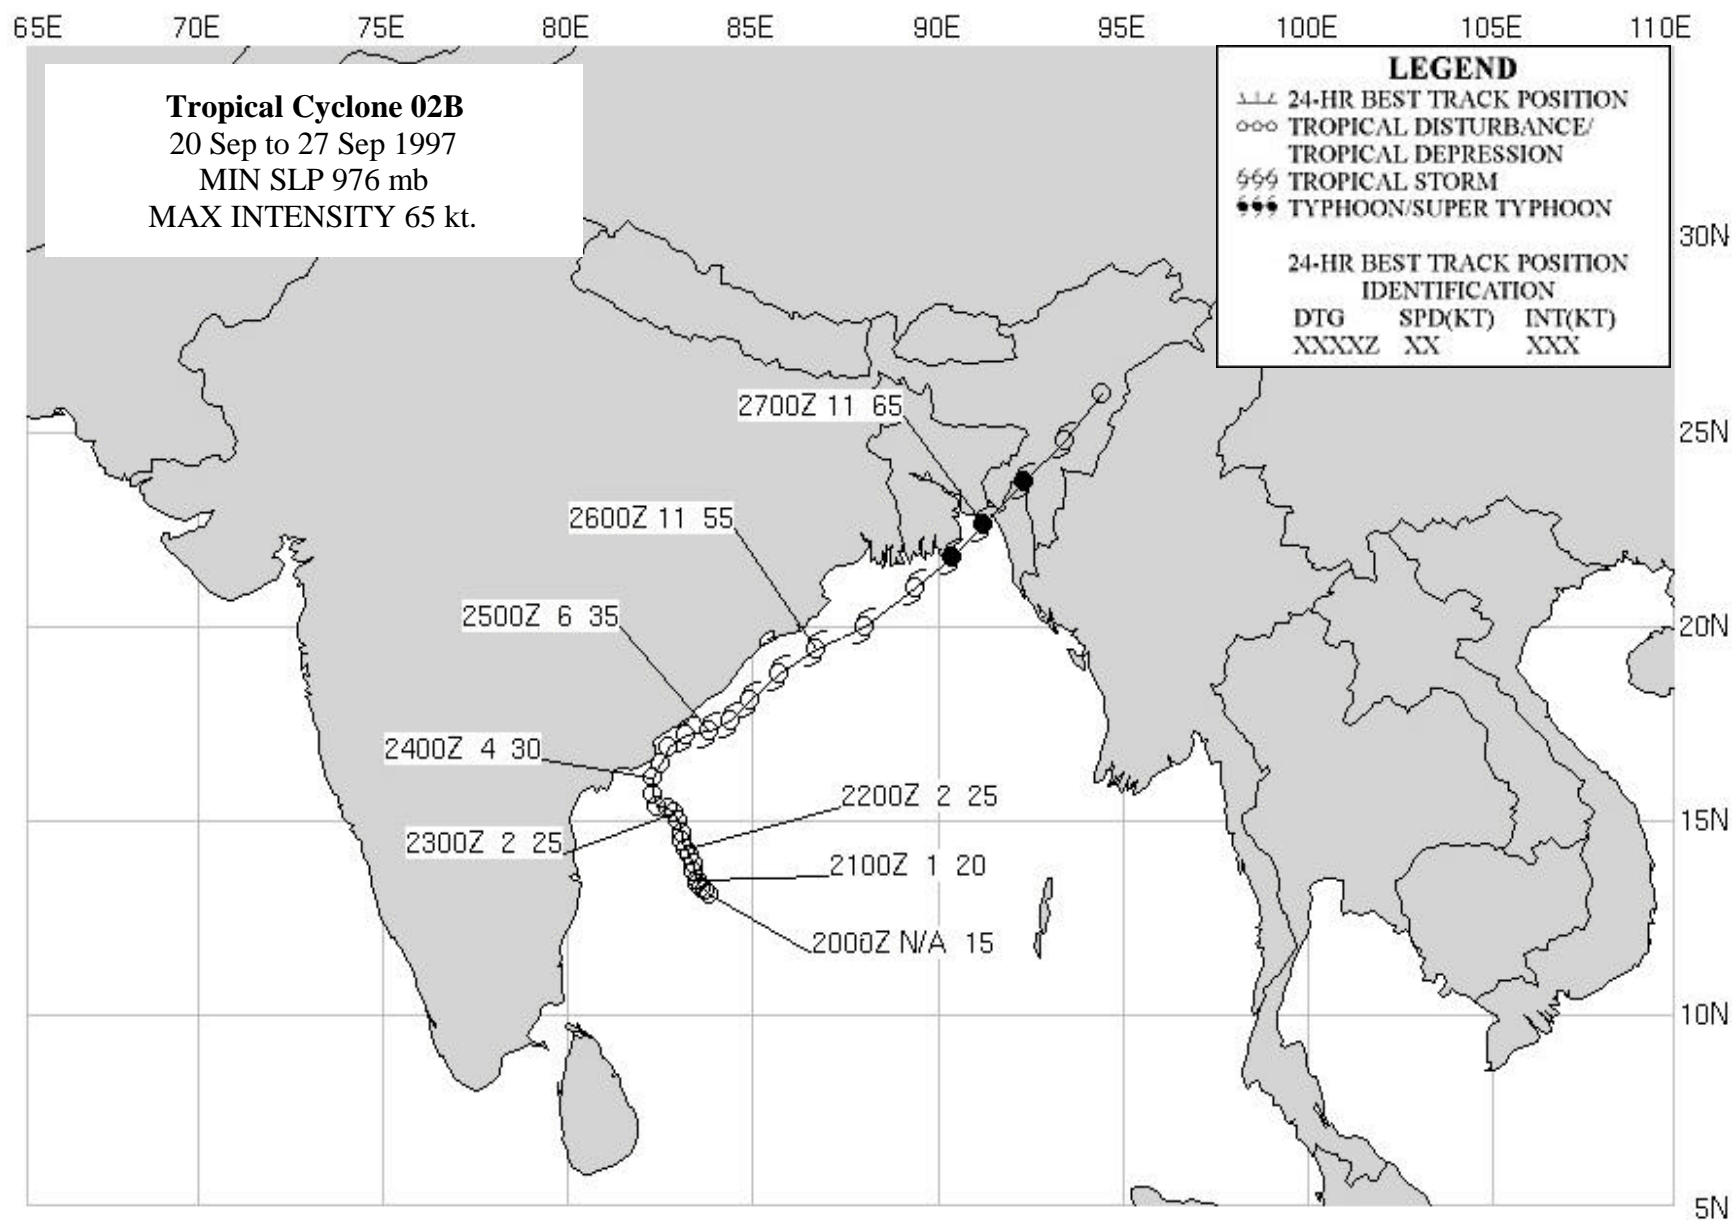 65E 70E 75E 80E 85E 90E 95E 100E 105E 110E
Tropical Cyclone 02B
20 Sep to 27 Sep 1997
MIN SLP 976 mb
MAX INTENSITY 65 kt.
LEGEND
24-HR BEST TRACK POSITION
TROPICAL DISTURBANCE/
TROPICAL DEPRESSION
TROPICAL STORM
TYPHOON/SUPER TYPHOON
24-HR BEST TRACK POSITION
IDENTIFICATION
DTG SPD(KT) INT(KT)
XXXXZ XX XXX
30N
2700Z 11 65
25N
2600Z 11 55
2500Z 6 35
20N
2400Z 4 30
2200Z 2 25
15N
2300Z 2 25
2100Z 1 20
2000Z N/A 15
10N
5N